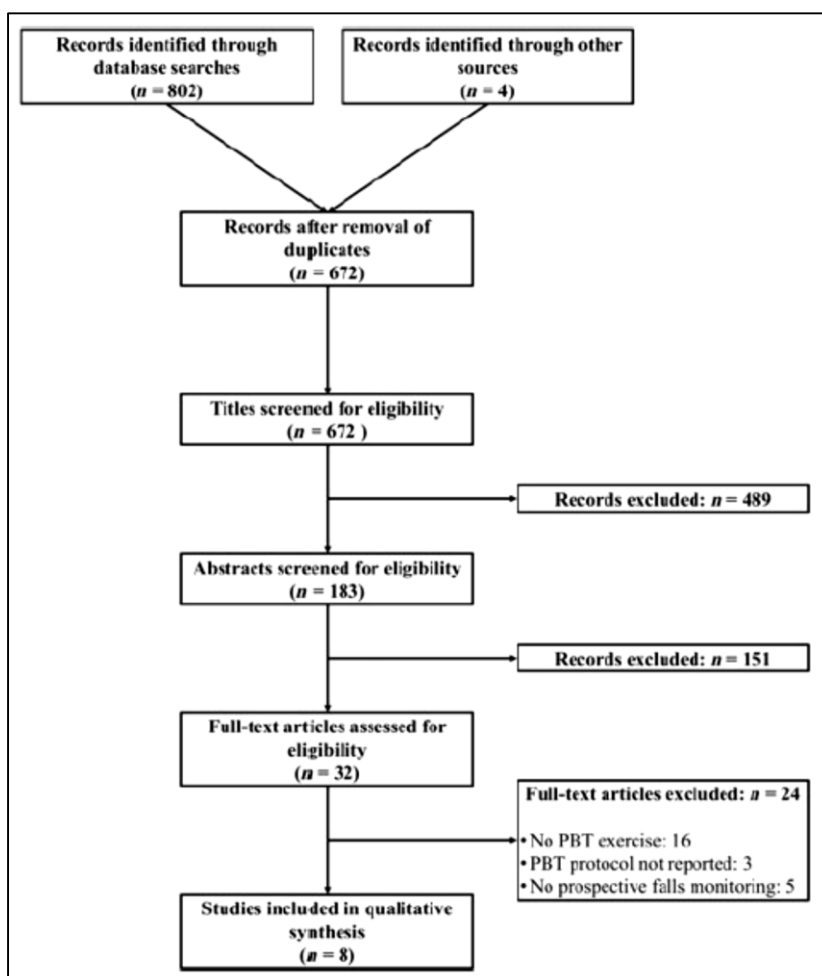 Records identified through
database searches
(n = 802)
Records identified through other
sources
(n = 4)
Records after removal of
duplicates
(n = 672)
Titles screened for eligibility
(n = 672 )
Records excluded: n = 489
Abstracts screened for eligibility
(n = 183)
Records excluded: n = 151
Full-text articles assessed for
eligibility
(n = 32)
Full-text articles excluded: n = 24
• No PBT exercise: 16
• PBT protocol not reported: 3
• No prospective falls monitoring: 5
Studies included in qualitative
synthesis
(n = 8)